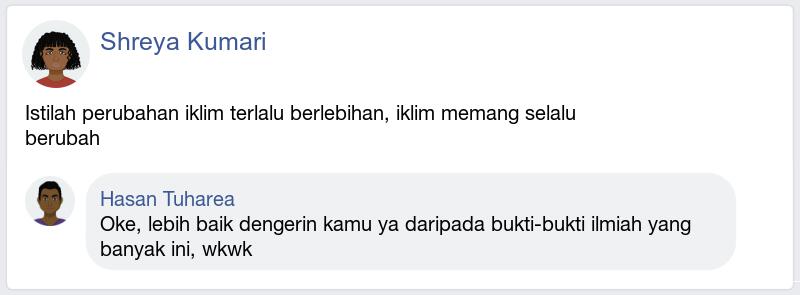 Shreya Kumari
Istilah perubahan iklim terlalu berlebihan, iklim memang selalu
berubah
Hasan Tuharea
Oke, lebih baik dengerin kamu ya daripada bukti-bukti ilmiah yang
banyak ini, wkwk